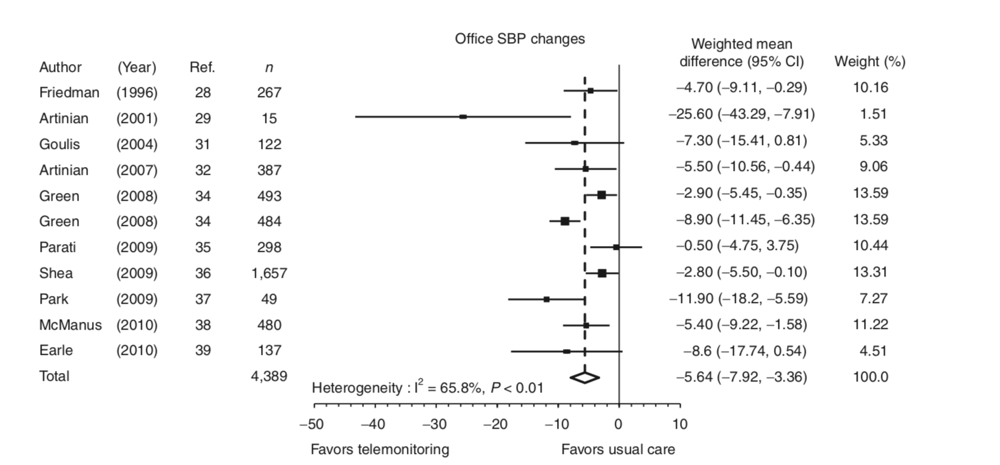 Office SBP changes
Weighted mean
difference (95% CI)
Author (Year) Ref. n Weight (%)
Friedman (1996) 28 267 −4.70 (−9.11, −0.29) 10.16
Artinian (2001) 29 15 −25.60 (−43.29, −7.91) 1.51
Goulis (2004) 31 122 −7.30 (−15.41, 0.81) 5.33
Artinian (2007) 32 387 −5.50 (−10.56, −0.44) 9.06
Green (2008) 34 493 −2.90 (−5.45, −0.35) 13.59
Green (2008) 34 484 −8.90 (−11.45, −6.35) 13.59
Parati (2009) 35 298 −0.50 (−4.75, 3.75) 10.44
Shea (2009) 36 1,657 −2.80 (−5.50, −0.10) 13.31
Park (2009) 37 49 −11.90 (−18.2, −5.59) 7.27
McManus (2010) 38 480 −5.40 (−9.22, −1.58) 11.22
Earle (2010) 39 137 −8.6 (−17.74, 0.54) 4.51
Total 4,389 −5.64 (−7.92, −3.36) 100.0
Heterogeneity : I² = 65.8%, P < 0.01
−50 −40 −30 −20 −10 0 10
Favors telemonitoring Favors usual care